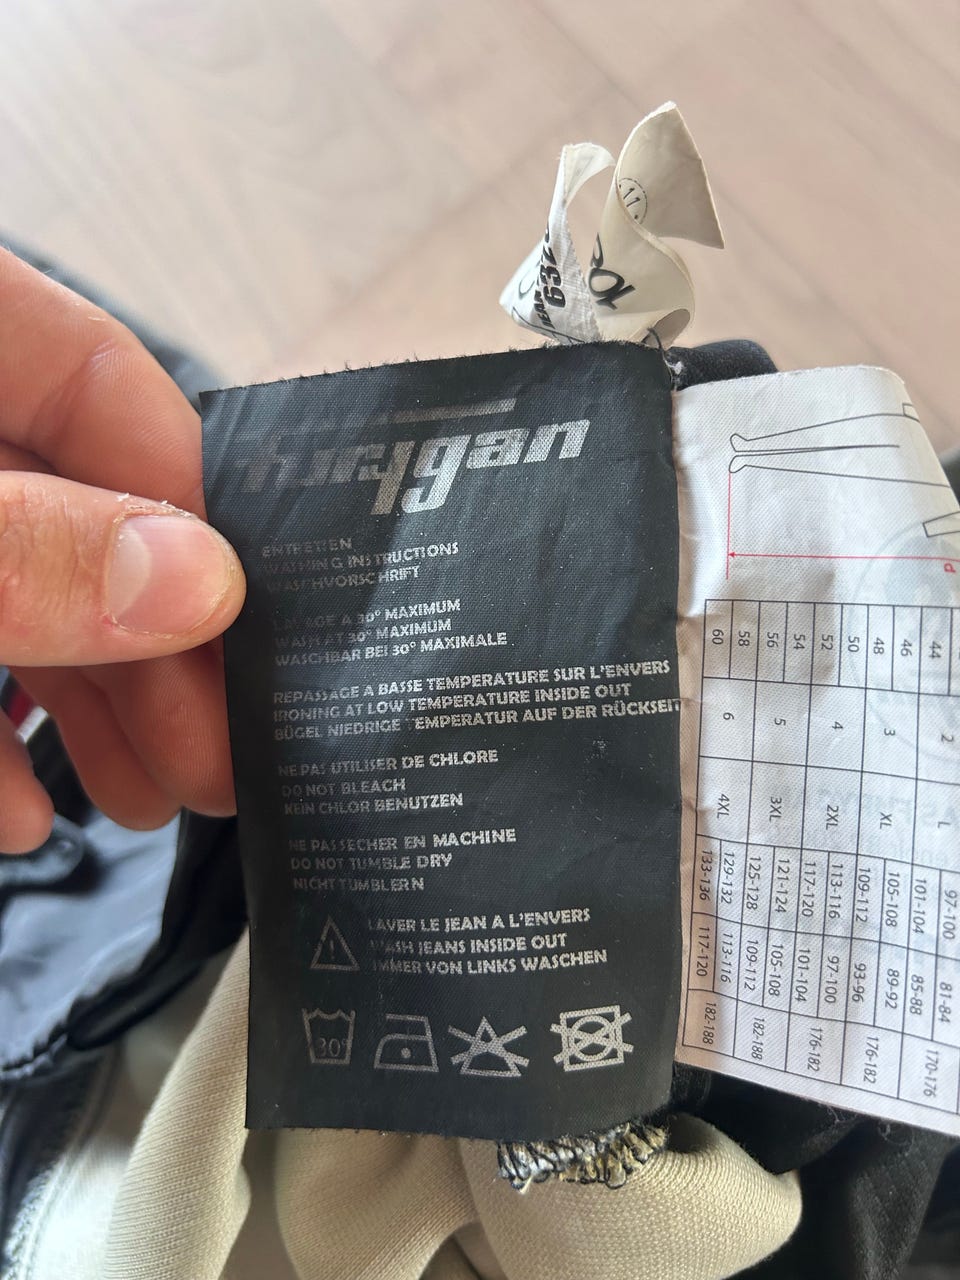 furygan
ENTRETIEN
WASHING INSTRUCTIONS
WASCHVORSCHRIFT
LAVAGE A 30° MAXIMUM
WASH AT 30° MAXIMUM
WASCHBAR BEI 30° MAXIMALE
REPASSAGE A BASSE TEMPERATURE SUR L'ENVERS
IRONING AT LOW TEMPERATURE INSIDE OUT
BÜGEL NIEDRIGE TEMPERATUR AUF DER RÜCKSEIT
NE PAS UTILISER DE CHLORE
DO NOT BLEACH
KEIN CHLOR BENUTZEN
NE PAS SECHER EN MACHINE
DO NOT TUMBLE DRY
NICHT TUMBLERN
LAVER LE JEAN A L'ENVERS
WASH JEANS INSIDE OUT
IMMER VON LINKS WASCHEN
30°
11.
632
P
44 2 L 97-100 81-84 170-176
46 101-104 85-88
48 3 XL 105-108 89-92 176-182
50 109-112 93-96
52 4 2XL 113-116 97-100 176-182
54 117-120 101-104
56 5 3XL 121-124 105-108 182-188
58 125-128 109-112
60 6 4XL 129-132 113-116 182-188
133-136 117-120